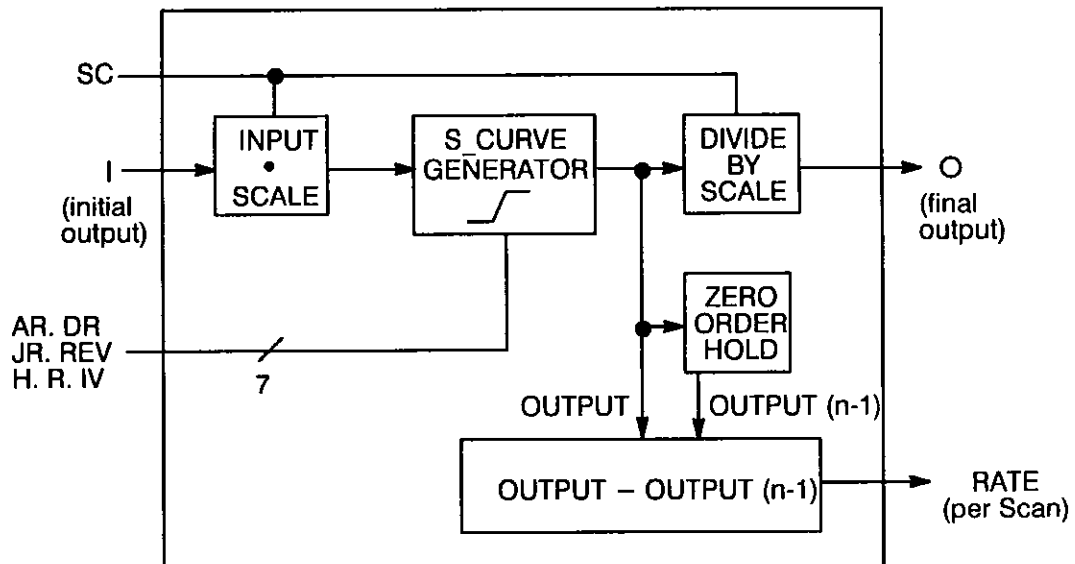 SC
INPUT
•
SCALE
S_CURVE
GENERATOR
DIVIDE
BY
SCALE
I
(initial
output)
O
(final
output)
AR. DR
JR. REV
H. R. IV
7
ZERO
ORDER
HOLD
OUTPUT
OUTPUT (n-1)
OUTPUT – OUTPUT (n-1)
RATE
(per Scan)